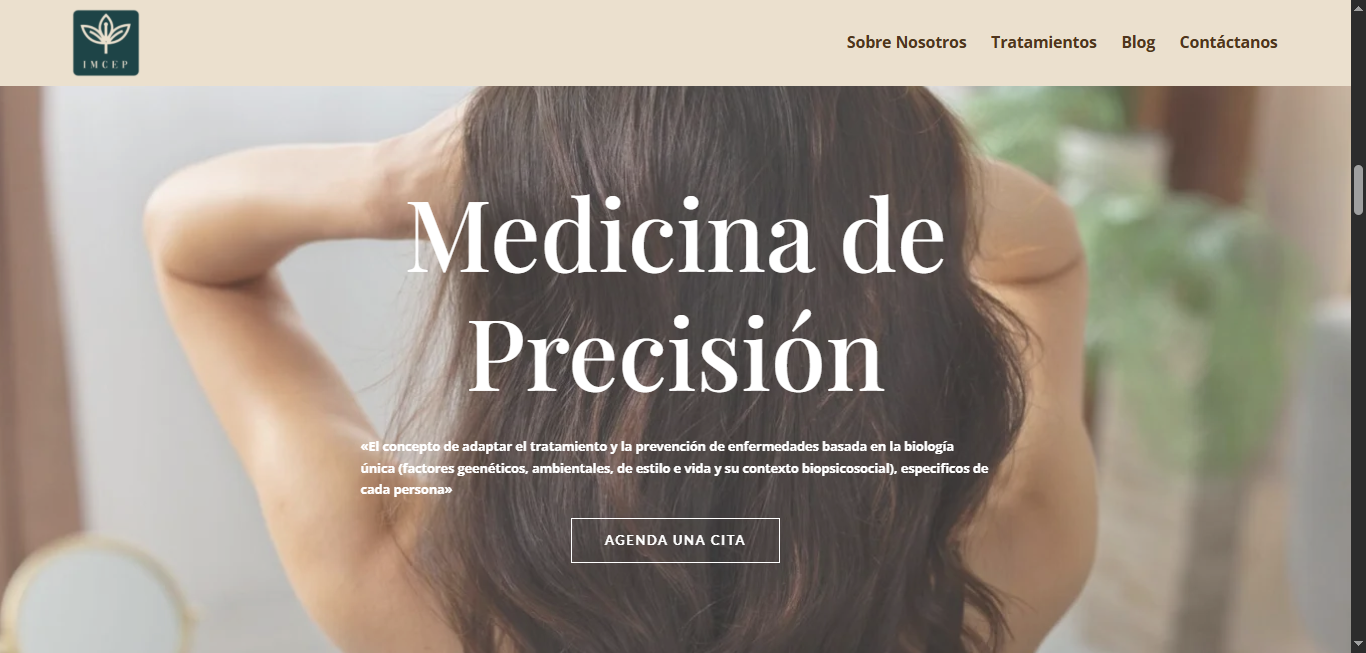 IMCEP
Sobre Nosotros Tratamientos Blog Contáctanos
Medicina de
Precisión
«El concepto de adaptar el tratamiento y la prevención de enfermedades basada en la biología
única (factores geenéticos, ambientales, de estilo e vida y su contexto biopsicosocial), especificos de
cada persona»
AGENDA UNA CITA